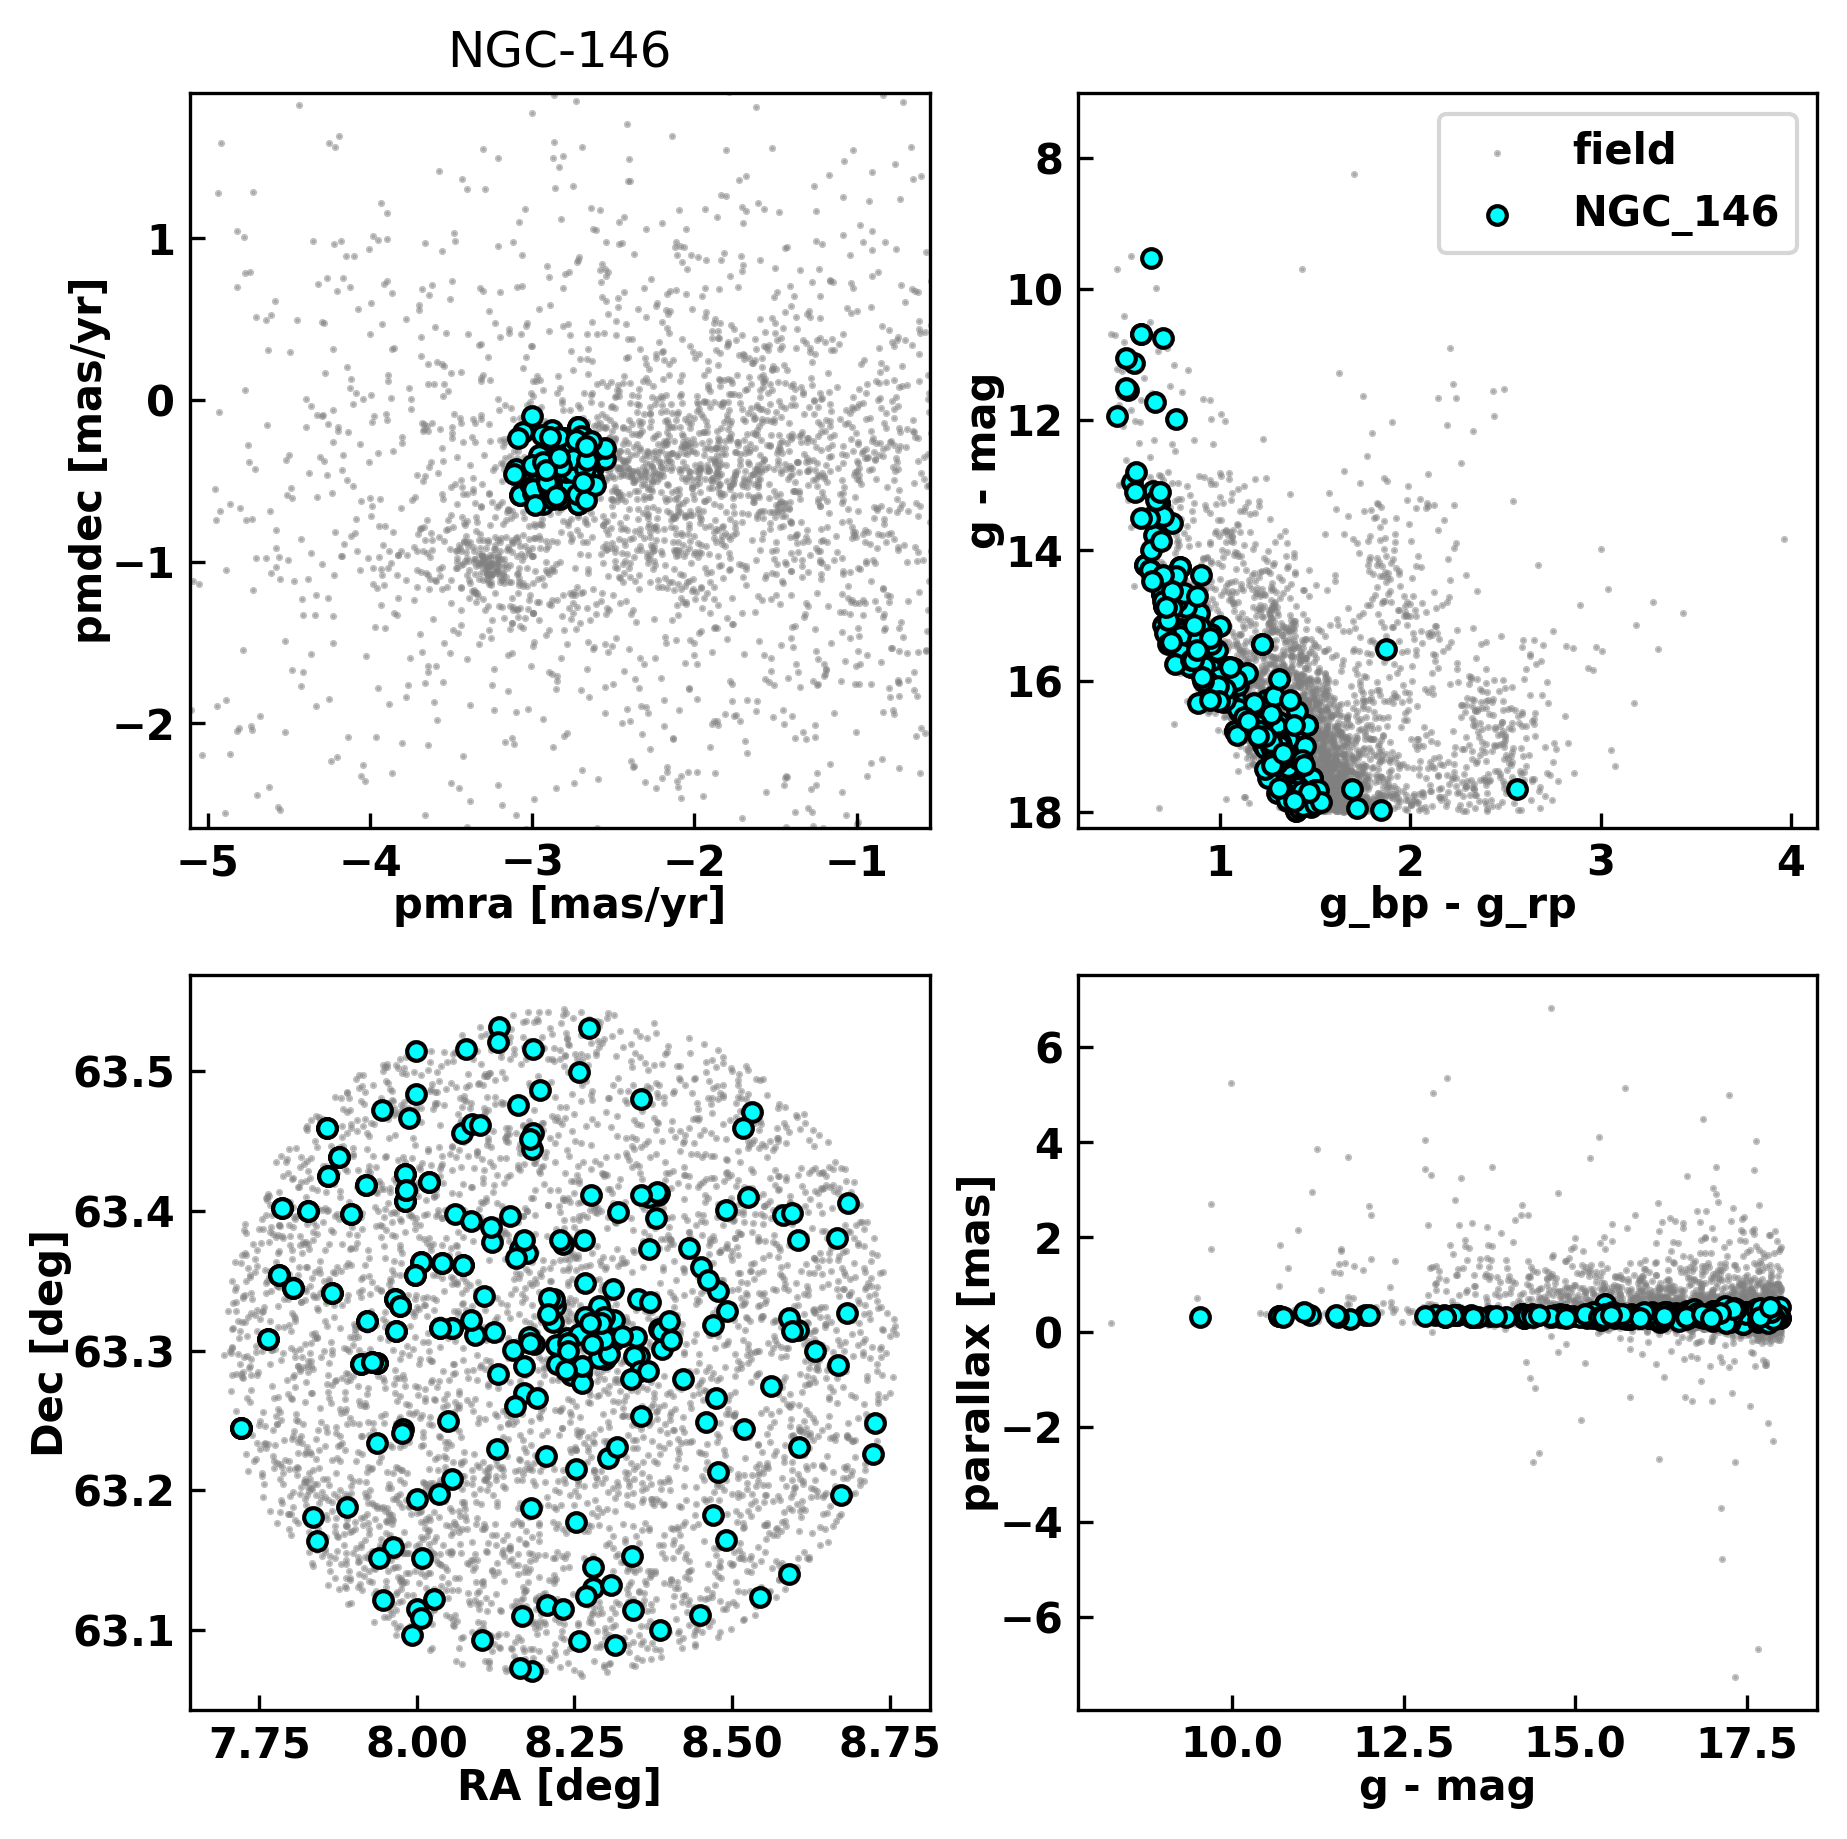 NGC-146
pmdec [mas/yr]
1
0
−1
−2
−5 −4 −3 −2 −1
pmra [mas/yr]
g - mag
8
10
12
14
16
18
field
NGC_146
1 2 3 4
g_bp - g_rp
Dec [deg]
63.5
63.4
63.3
63.2
63.1
7.75 8.00 8.25 8.50 8.75
RA [deg]
parallax [mas]
6
4
2
0
−2
−4
−6
10.0 12.5 15.0 17.5
g - mag